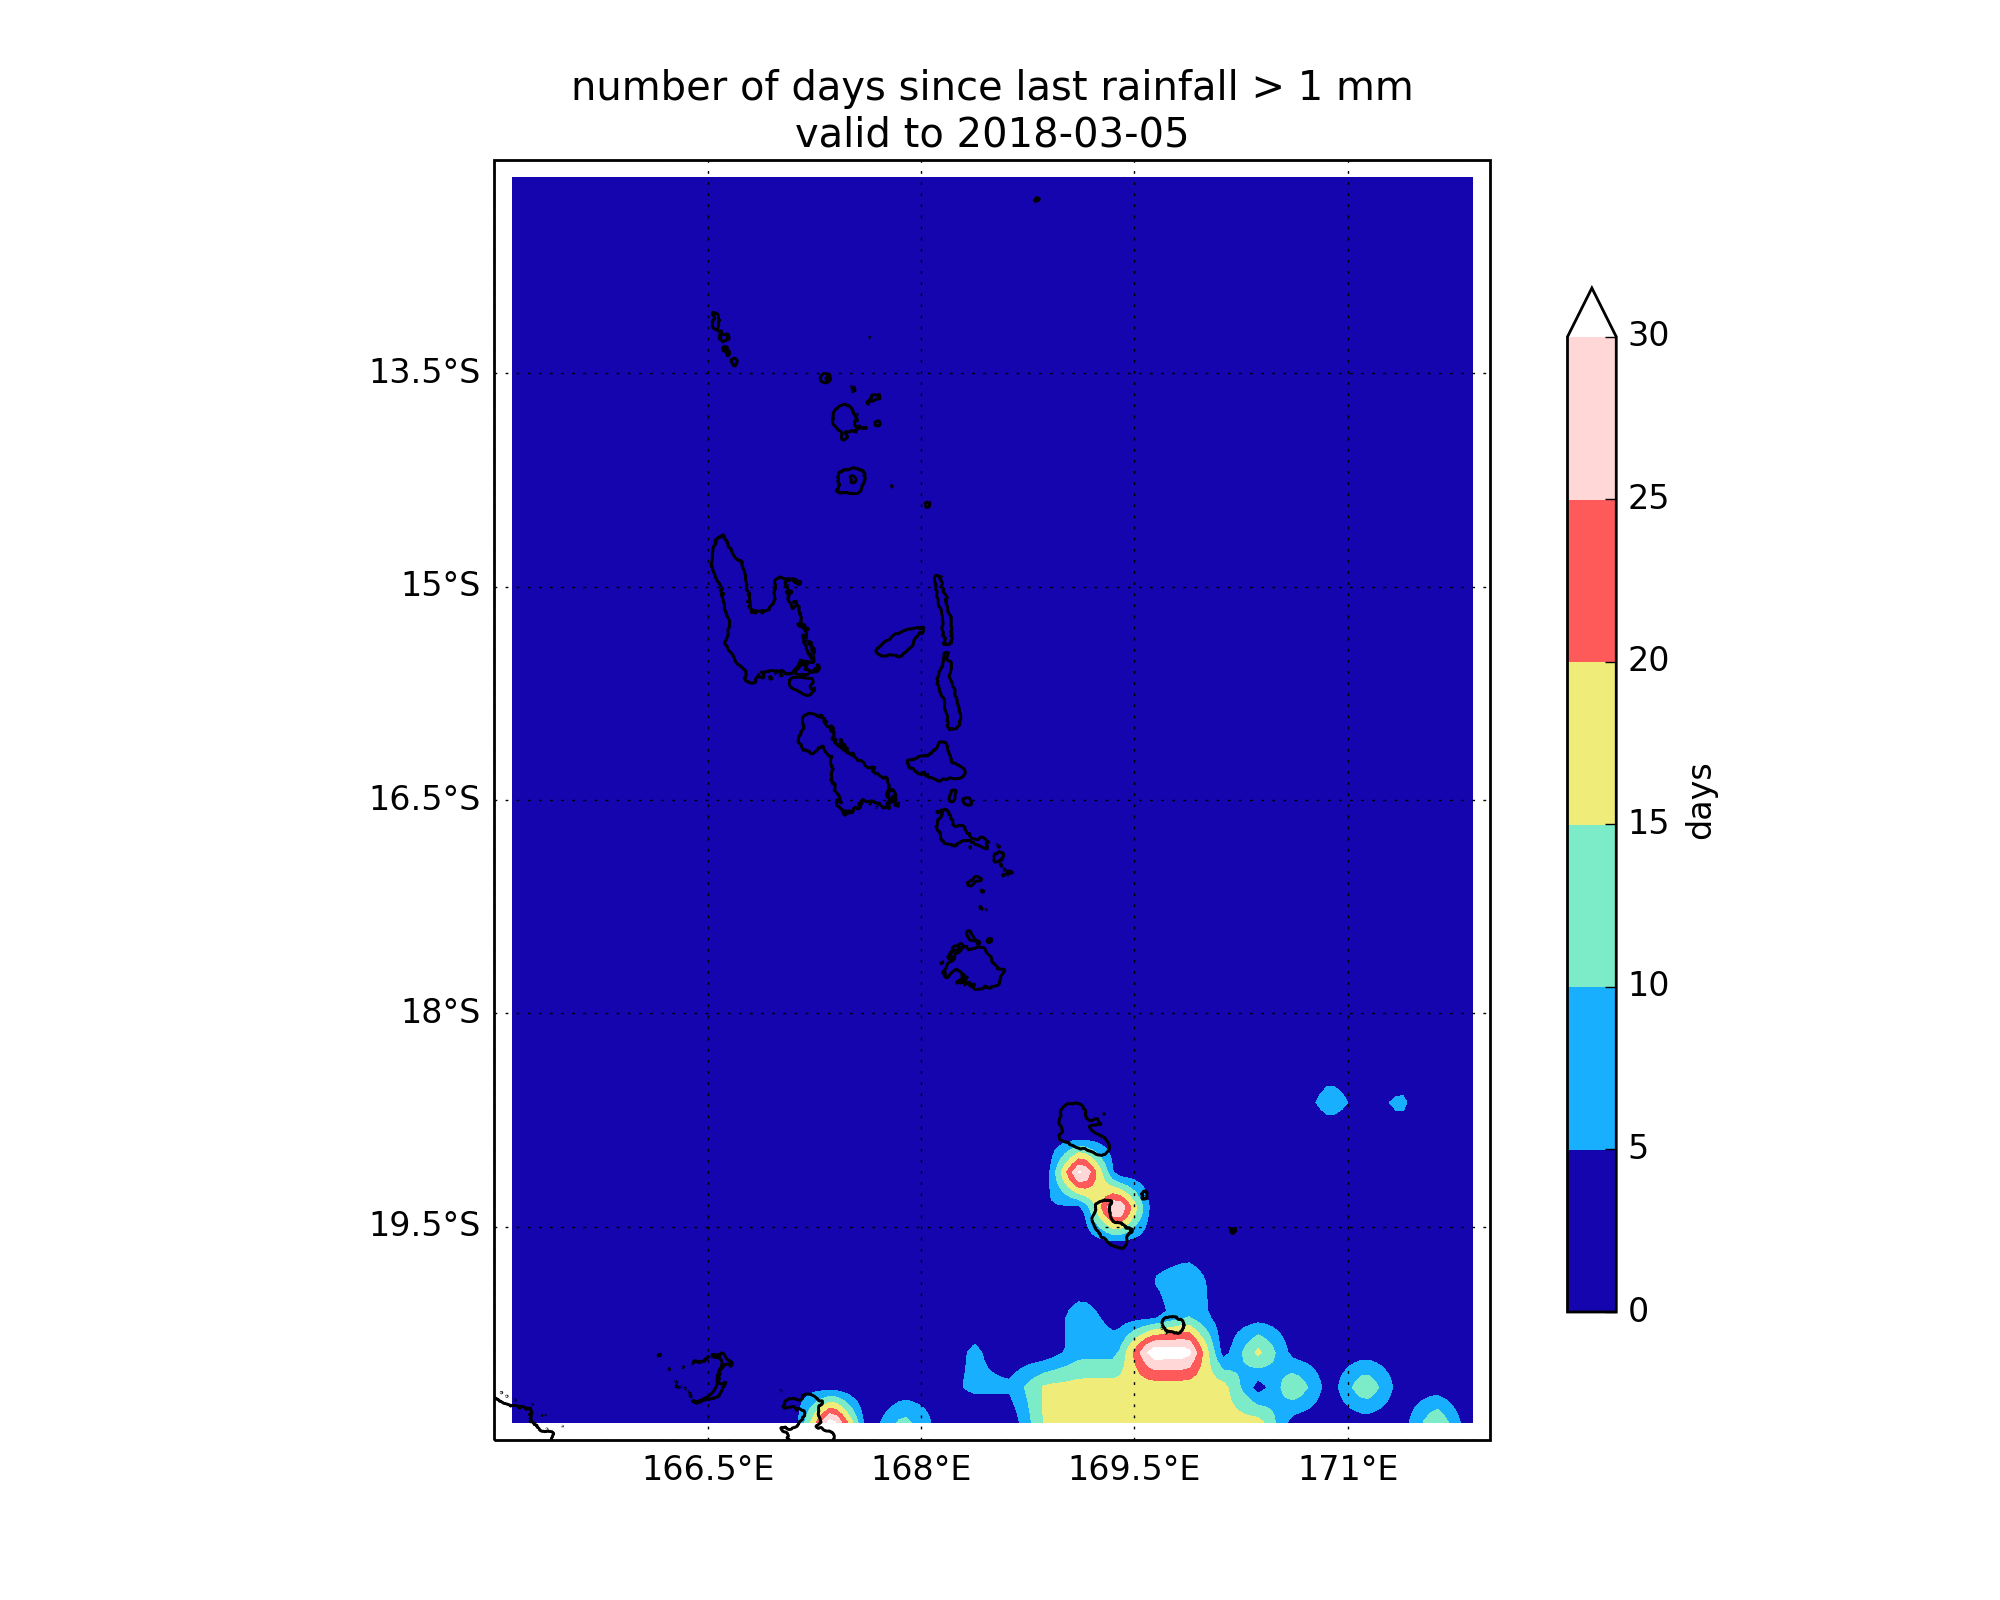 number of days since last rainfall > 1 mm
valid to 2018-03-05
13.5°S
15°S
16.5°S
18°S
19.5°S
166.5°E
168°E
169.5°E
171°E
30
25
20
15
10
5
0
days